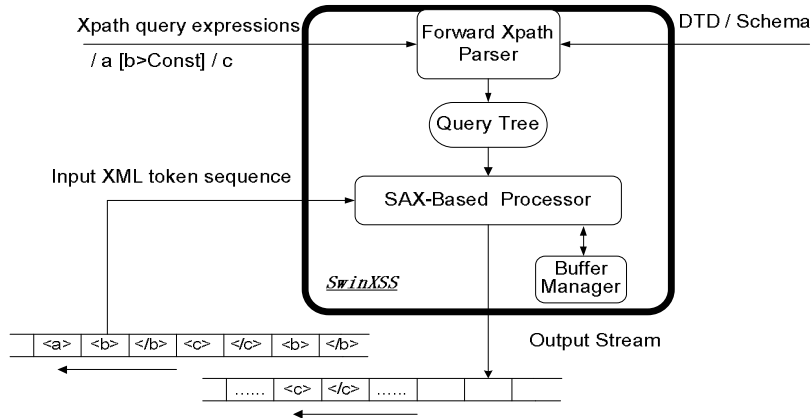 Xpath query expressions
/ a [b>Const] / c
Forward Xpath
Parser
DTD / Schema
Query Tree
Input XML token sequence
SAX-Based Processor
Buffer
Manager
SwinXSS
Output Stream
<a> <b> </b> <c> </c> <b> </b>
...... <c> </c> ......